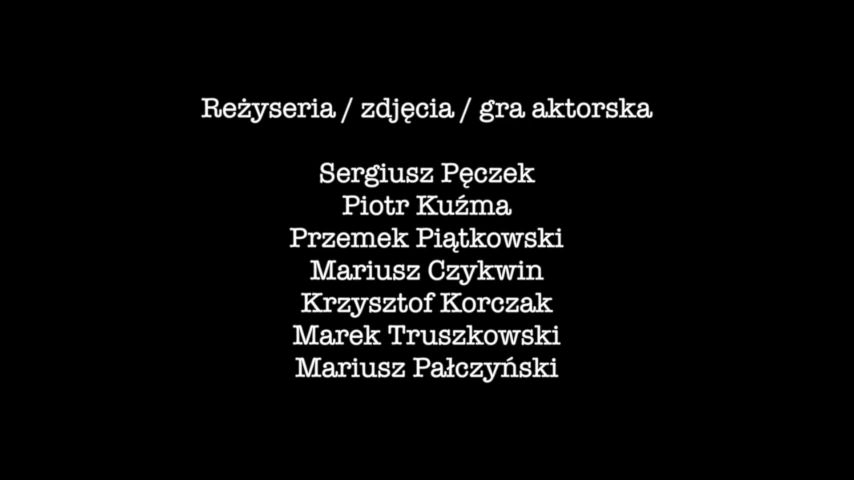 Reżyseria / zdjęcia / gra aktorska
Sergiusz Pęczek
Piotr Kuźma
Przemek Piątkowski
Mariusz Czykwin
Krzysztof Korczak
Marek Truszkowski
Mariusz Pałczyński